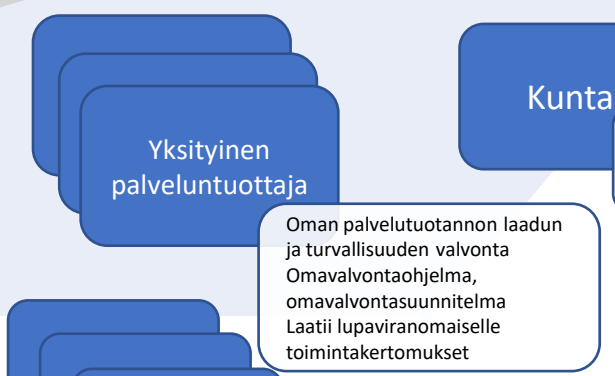 Kunta
Yksityinen
palveluntuottaja
Oman palvelutuotannon laadun
ja turvallisuuden valvonta
Omavalvontaohjelma,
omavalvontasuunnitelma
Laatii lupaviranomaiselle
toimintakertomukset